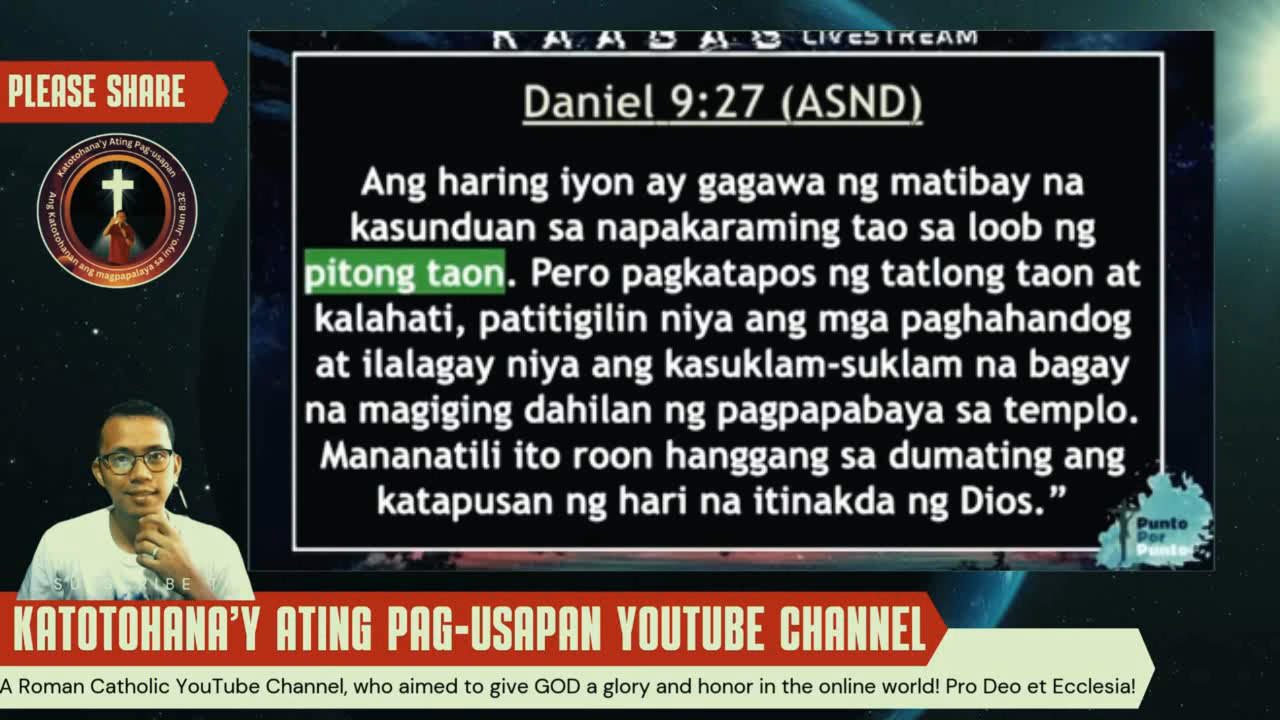 KAABAG LIVESTREAM
PLEASE SHARE
Daniel 9:27 (ASND)
Katotohana'y Ating Pag-usapan
Ang Katotohanan ang magpapalaya sa inyo. Juan 8:32
Ang haring iyon ay gagawa ng matibay na
kasunduan sa napakaraming tao sa loob ng
pitong taon. Pero pagkatapos ng tatlong taon at
kalahati, patitigilin niya ang mga paghahandog
at ilalagay niya ang kasuklam-suklam na bagay
na magiging dahilan ng pagpapabaya sa templo.
Mananatili ito roon hanggang sa dumating ang
katapusan ng hari na itinakda ng Dios.”
Punto
Por
Punto
KATOTOHANA’Y ATING PAG-USAPAN YOUTUBE CHANNEL
A Roman Catholic YouTube Channel, who aimed to give GOD a glory and honor in the online world! Pro Deo et Ecclesia!